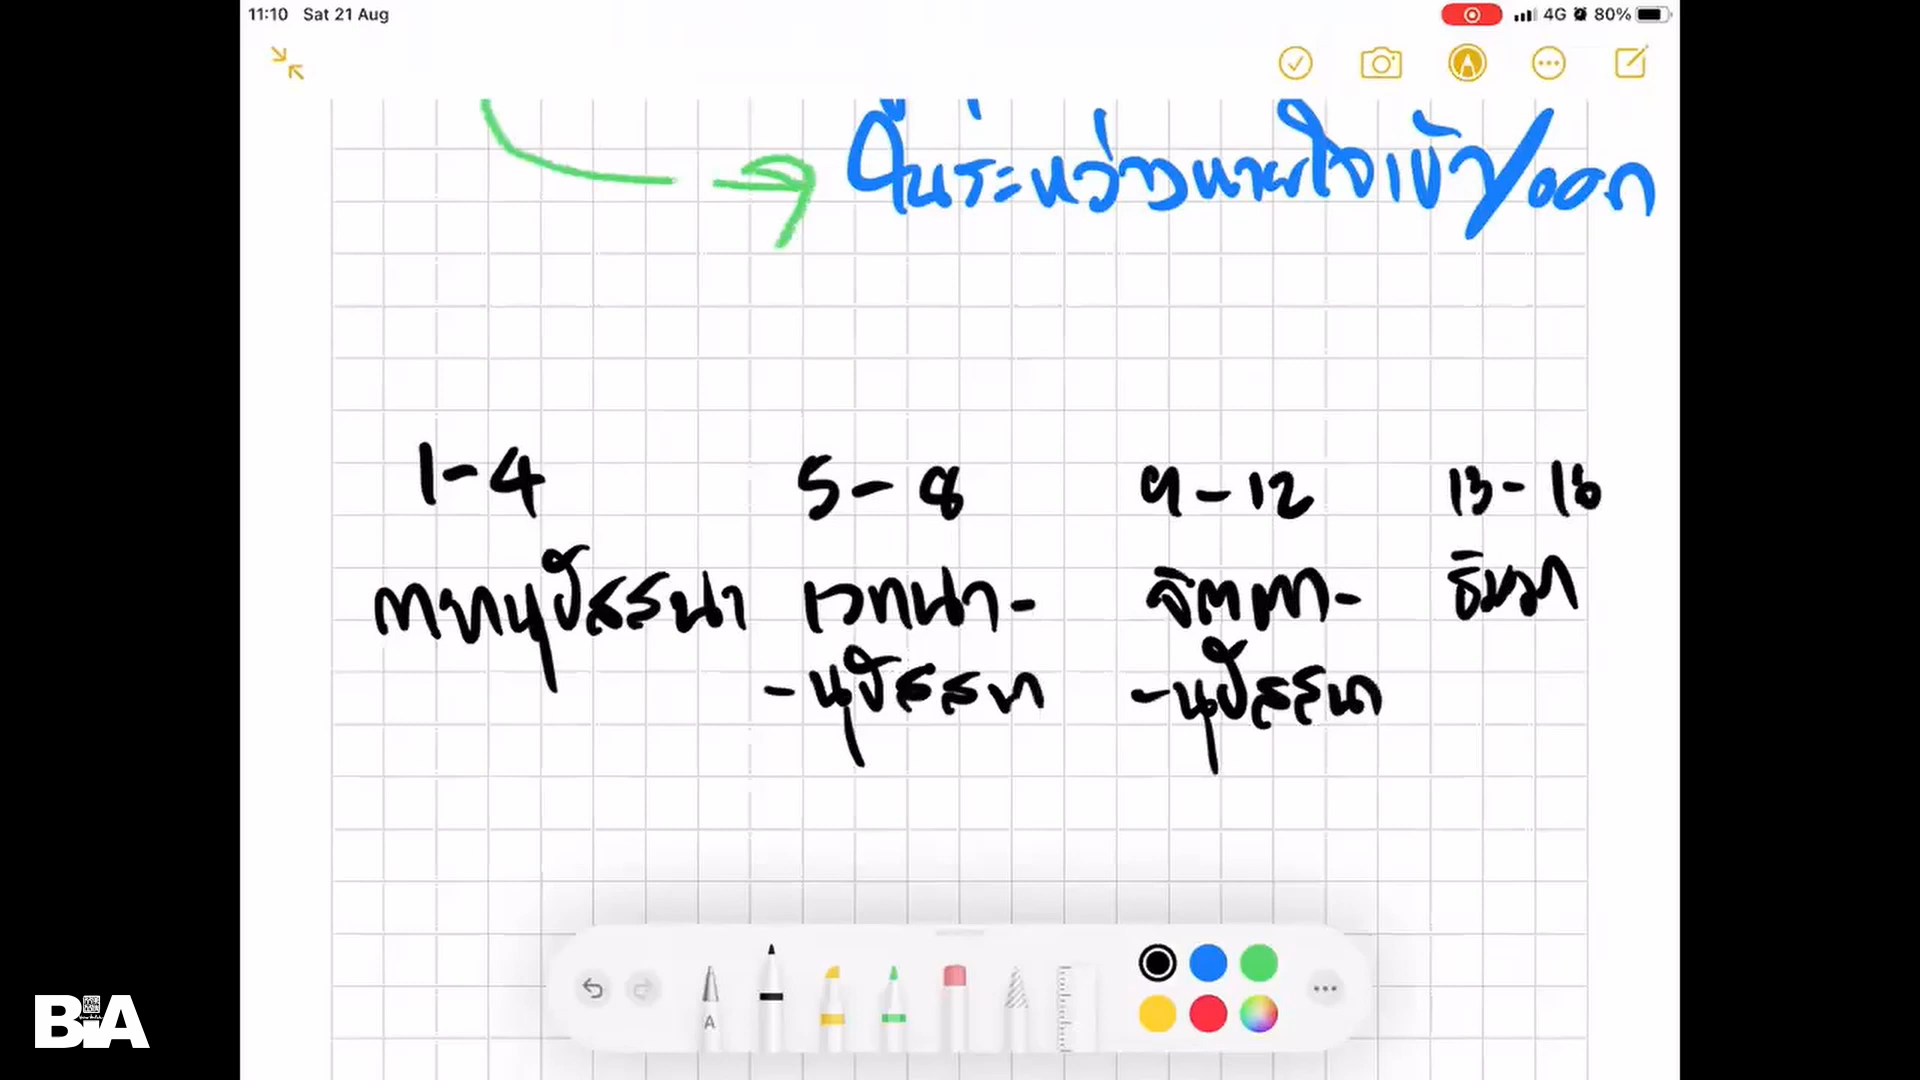 11:10 Sat 21 Aug 4G 80%
ในระหว่างหายใจเข้า/ออก
1-4 5-8 9-12 13-16
กายานุปัสสนา เวทนา- จิตตา- ธัมมา
-นุปัสสนา -นุปัสสนา
A
BiA